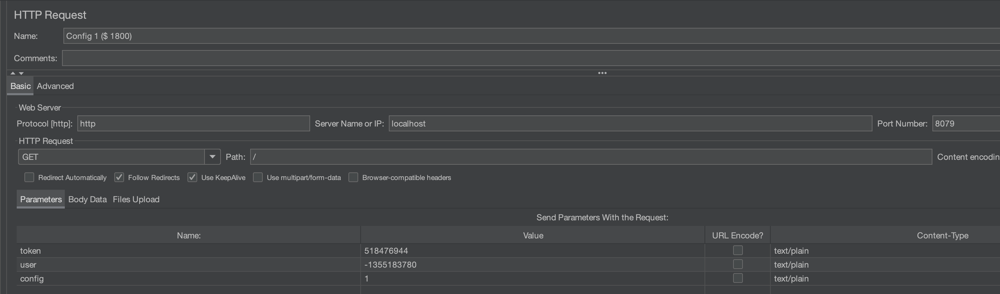 HTTP Request
Name: Config 1 ($ 1800)
Comments:
Basic Advanced
Web Server
Protocol [http]: http Server Name or IP: localhost Port Number: 8079
HTTP Request
GET Path: / Content encodin
Redirect Automatically Follow Redirects Use KeepAlive Use multipart/form-data Browser-compatible headers
Parameters Body Data Files Upload
Send Parameters With the Request:
Name: Value URL Encode? Content-Type
token 518476944 text/plain
user -1355183780 text/plain
config 1 text/plain